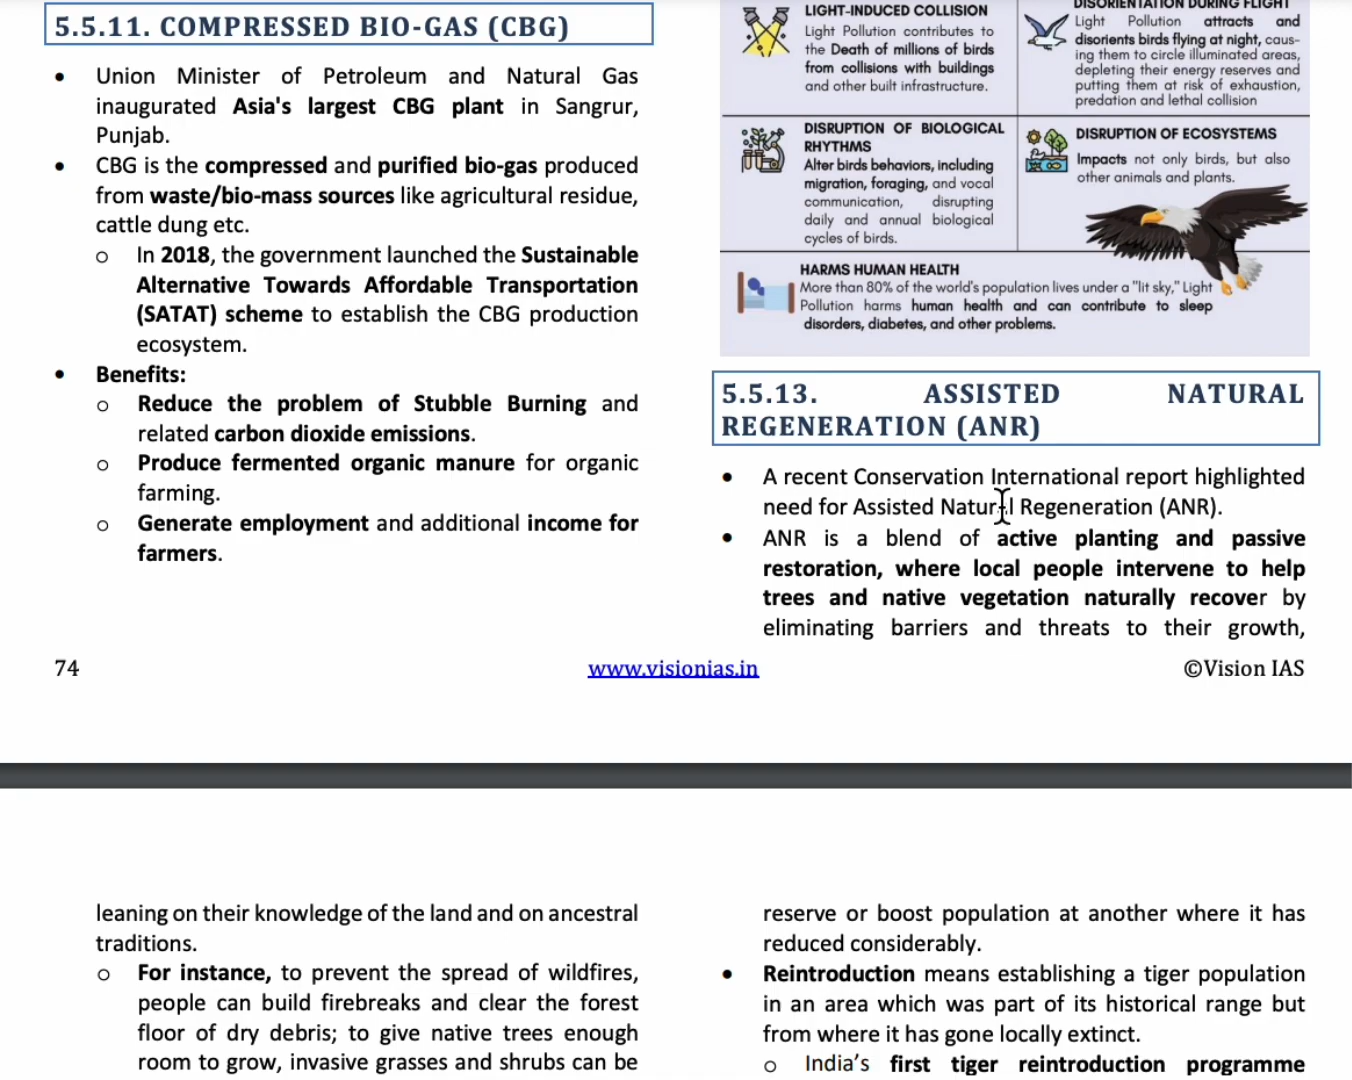 5.5.11. COMPRESSED BIO-GAS (CBG)
• Union Minister of Petroleum and Natural Gas
inaugurated Asia's largest CBG plant in Sangrur,
Punjab.
• CBG is the compressed and purified bio-gas produced
from waste/bio-mass sources like agricultural residue,
cattle dung etc.
o In 2018, the government launched the Sustainable
Alternative Towards Affordable Transportation
(SATAT) scheme to establish the CBG production
ecosystem.
• Benefits:
o Reduce the problem of Stubble Burning and
related carbon dioxide emissions.
o Produce fermented organic manure for organic
farming.
o Generate employment and additional income for
farmers.
LIGHT-INDUCED COLLISION
Light Pollution contributes to
the Death of millions of birds
from collisions with buildings
and other built infrastructure.
DISORIENTATION DURING FLIGHT
Light Pollution attracts and
disorients birds flying at night, caus-
ing them to circle illuminated areas,
depleting their energy reserves and
putting them at risk of exhaustion,
predation and lethal collision
DISRUPTION OF BIOLOGICAL
RHYTHMS
Alter birds behaviors, including
migration, foraging, and vocal
communication, disrupting
daily and annual biological
cycles of birds.
DISRUPTION OF ECOSYSTEMS
Impacts not only birds, but also
other animals and plants.
HARMS HUMAN HEALTH
More than 80% of the world's population lives under a "lit sky," Light
Pollution harms human health and can contribute to sleep
disorders, diabetes, and other problems.
5.5.13. ASSISTED NATURAL
REGENERATION (ANR)
• A recent Conservation International report highlighted
need for Assisted Natural Regeneration (ANR).
• ANR is a blend of active planting and passive
restoration, where local people intervene to help
trees and native vegetation naturally recover by
eliminating barriers and threats to their growth,
74
www.visionias.in
©Vision IAS
leaning on their knowledge of the land and on ancestral
traditions.
o For instance, to prevent the spread of wildfires,
people can build firebreaks and clear the forest
floor of dry debris; to give native trees enough
room to grow, invasive grasses and shrubs can be
reserve or boost population at another where it has
reduced considerably.
• Reintroduction means establishing a tiger population
in an area which was part of its historical range but
from where it has gone locally extinct.
o India's first tiger reintroduction programme